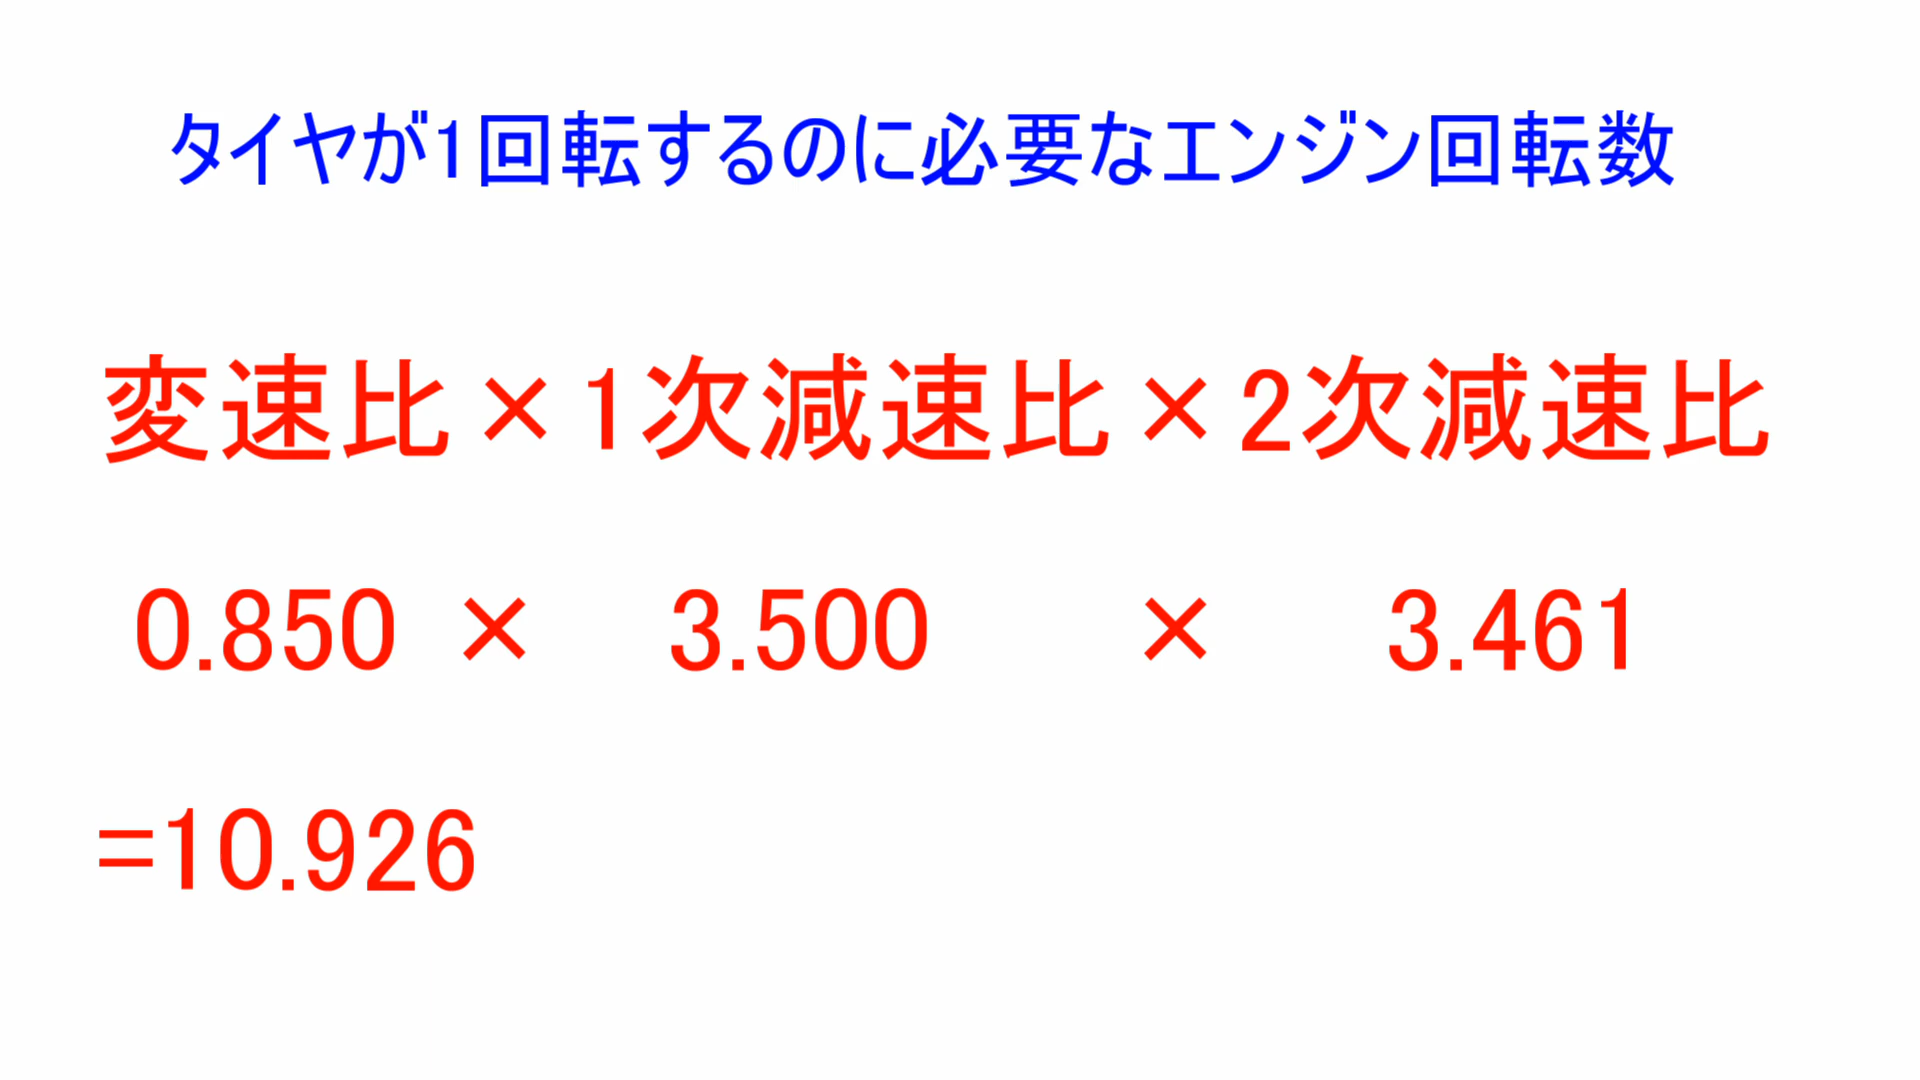 タイヤが1回転するのに必要なエンジン回転数
変速比×1次減速比×2次減速比
0.850 × 3.500 × 3.461
=10.926